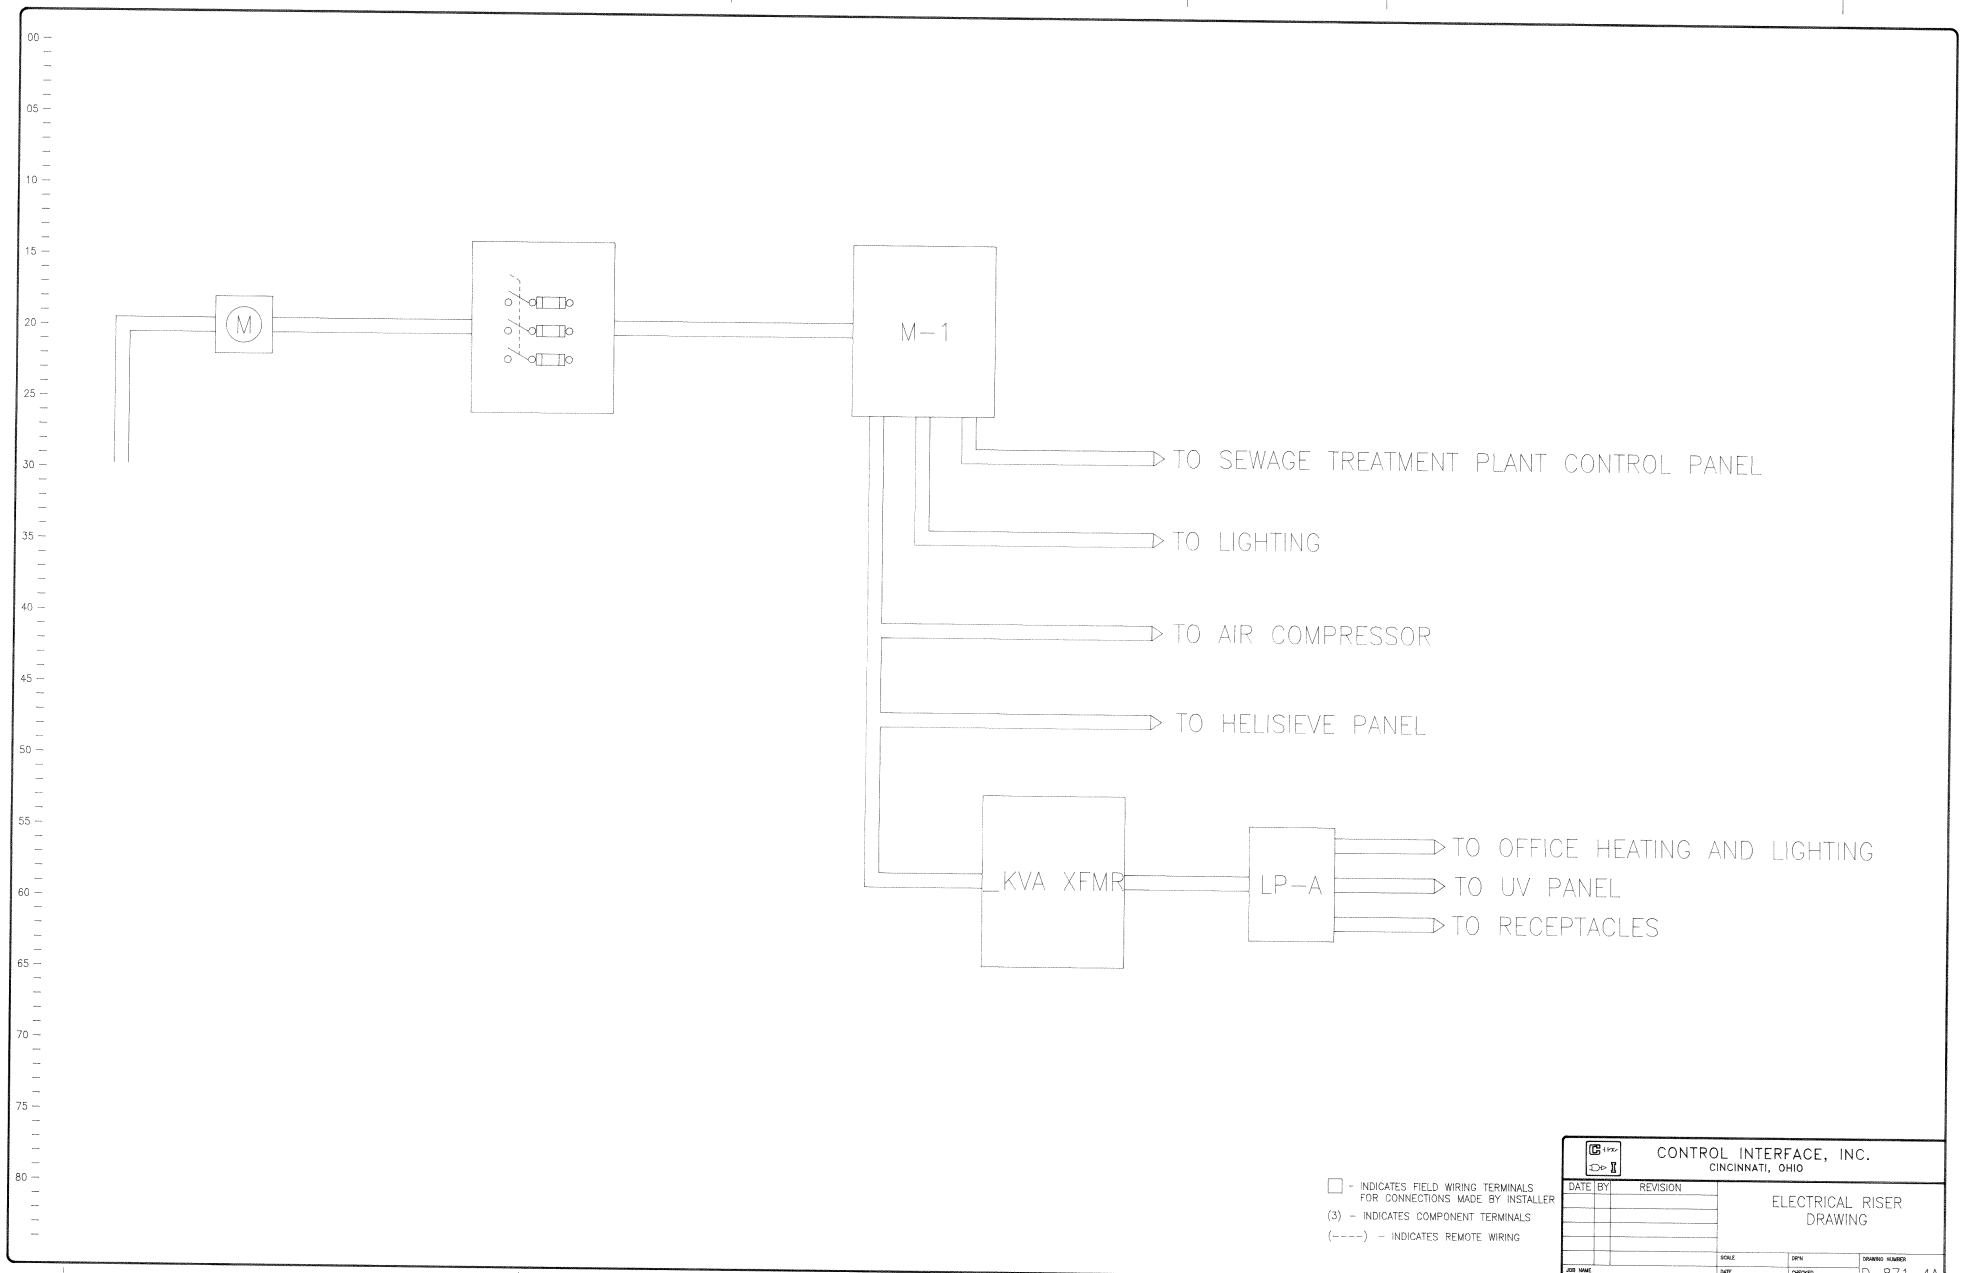 00
05
10
15
20
25
30
35
40
45
50
55
60
65
70
75
80
M
M-1
TO SEWAGE TREATMENT PLANT CONTROL PANEL
TO LIGHTING
TO AIR COMPRESSOR
TO HELISIEVE PANEL
_KVA XFMR
LP-A
TO OFFICE HEATING AND LIGHTING
TO UV PANEL
TO RECEPTACLES
- INDICATES FIELD WIRING TERMINALS
FOR CONNECTIONS MADE BY INSTALLER
(3) - INDICATES COMPONENT TERMINALS
(----) - INDICATES REMOTE WIRING
CONTROL INTERFACE, INC.
CINCINNATI, OHIO
DATE BY REVISION
ELECTRICAL RISER
DRAWING
SCALE DR'N DRAWING NUMBER
JOB NAME DATE CHECKED